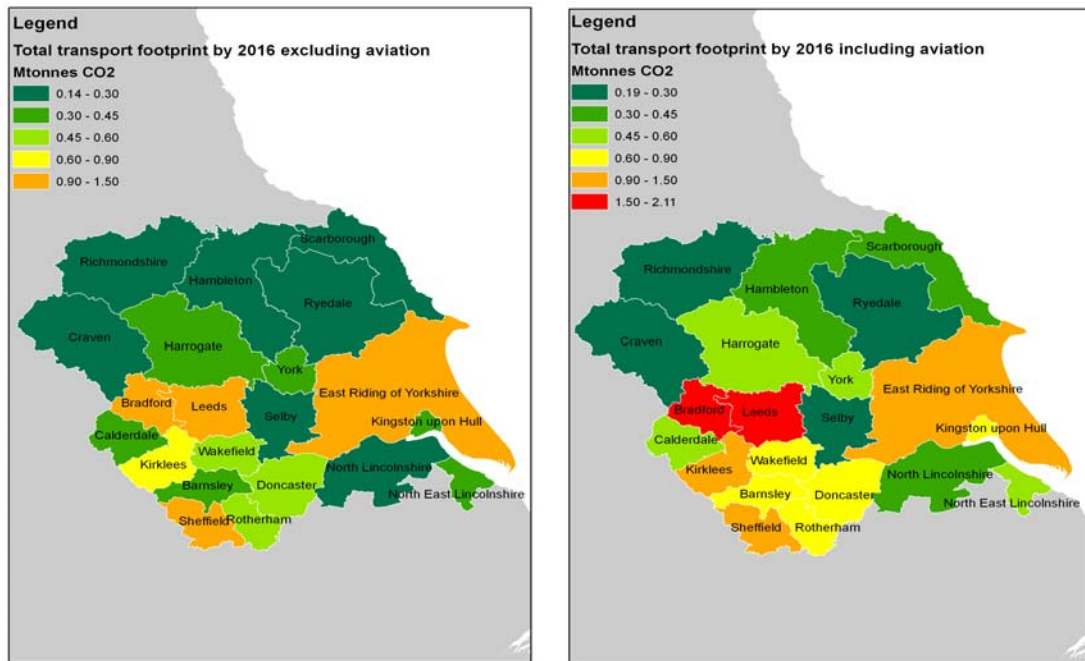 Legend
Total transport footprint by 2016 excluding aviation
Mtonnes CO2
0.14 - 0.30
0.30 - 0.45
0.45 - 0.60
0.60 - 0.90
0.90 - 1.50
Scarborough
Richmondshire
Hambleton
Ryedale
Craven
Harrogate
York
East Riding of Yorkshire
Bradford
Leeds
Selby
Kingston upon Hull
Calderdale
Wakefield
Kirklees
North Lincolnshire
Barnsley
Doncaster
North East Lincolnshire
Sheffield
Rotherham
Legend
Total transport footprint by 2016 including aviation
Mtonnes CO2
0.19 - 0.30
0.30 - 0.45
0.45 - 0.60
0.60 - 0.90
0.90 - 1.50
1.50 - 2.11
Scarborough
Richmondshire
Hambleton
Ryedale
Craven
Harrogate
York
East Riding of Yorkshire
Bradford
Leeds
Selby
Kingston upon Hull
Calderdale
Wakefield
Kirklees
North Lincolnshire
Barnsley
Doncaster
North East Lincolnshire
Sheffield
Rotherham